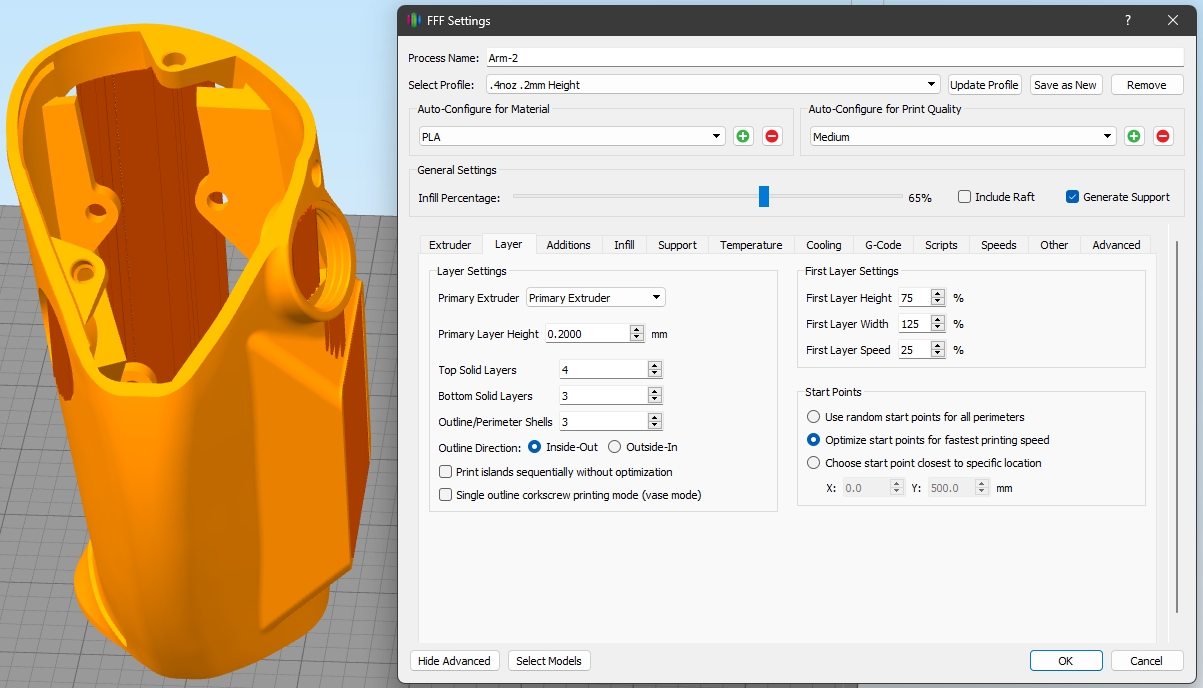 FFF Settings
?
Process Name: Arm-2
Select Profile: .4noz .2mm Height Update Profile Save as New Remove
Auto-Configure for Material Auto-Configure for Print Quality
PLA Medium
General Settings
Infill Percentage: 65% Include Raft Generate Support
Extruder Layer Additions Infill Support Temperature Cooling G-Code Scripts Speeds Other Advanced
Layer Settings First Layer Settings
Primary Extruder Primary Extruder First Layer Height 75 %
First Layer Width 125 %
Primary Layer Height 0.2000 mm
First Layer Speed 25 %
Top Solid Layers 4
Bottom Solid Layers 3 Start Points
Outline/Perimeter Shells 3 Use random start points for all perimeters
Outline Direction: Inside-Out Outside-In Optimize start points for fastest printing speed
Print islands sequentially without optimization Choose start point closest to specific location
Single outline corkscrew printing mode (vase mode) X: 0.0 Y: 500.0 mm
Hide Advanced Select Models OK Cancel